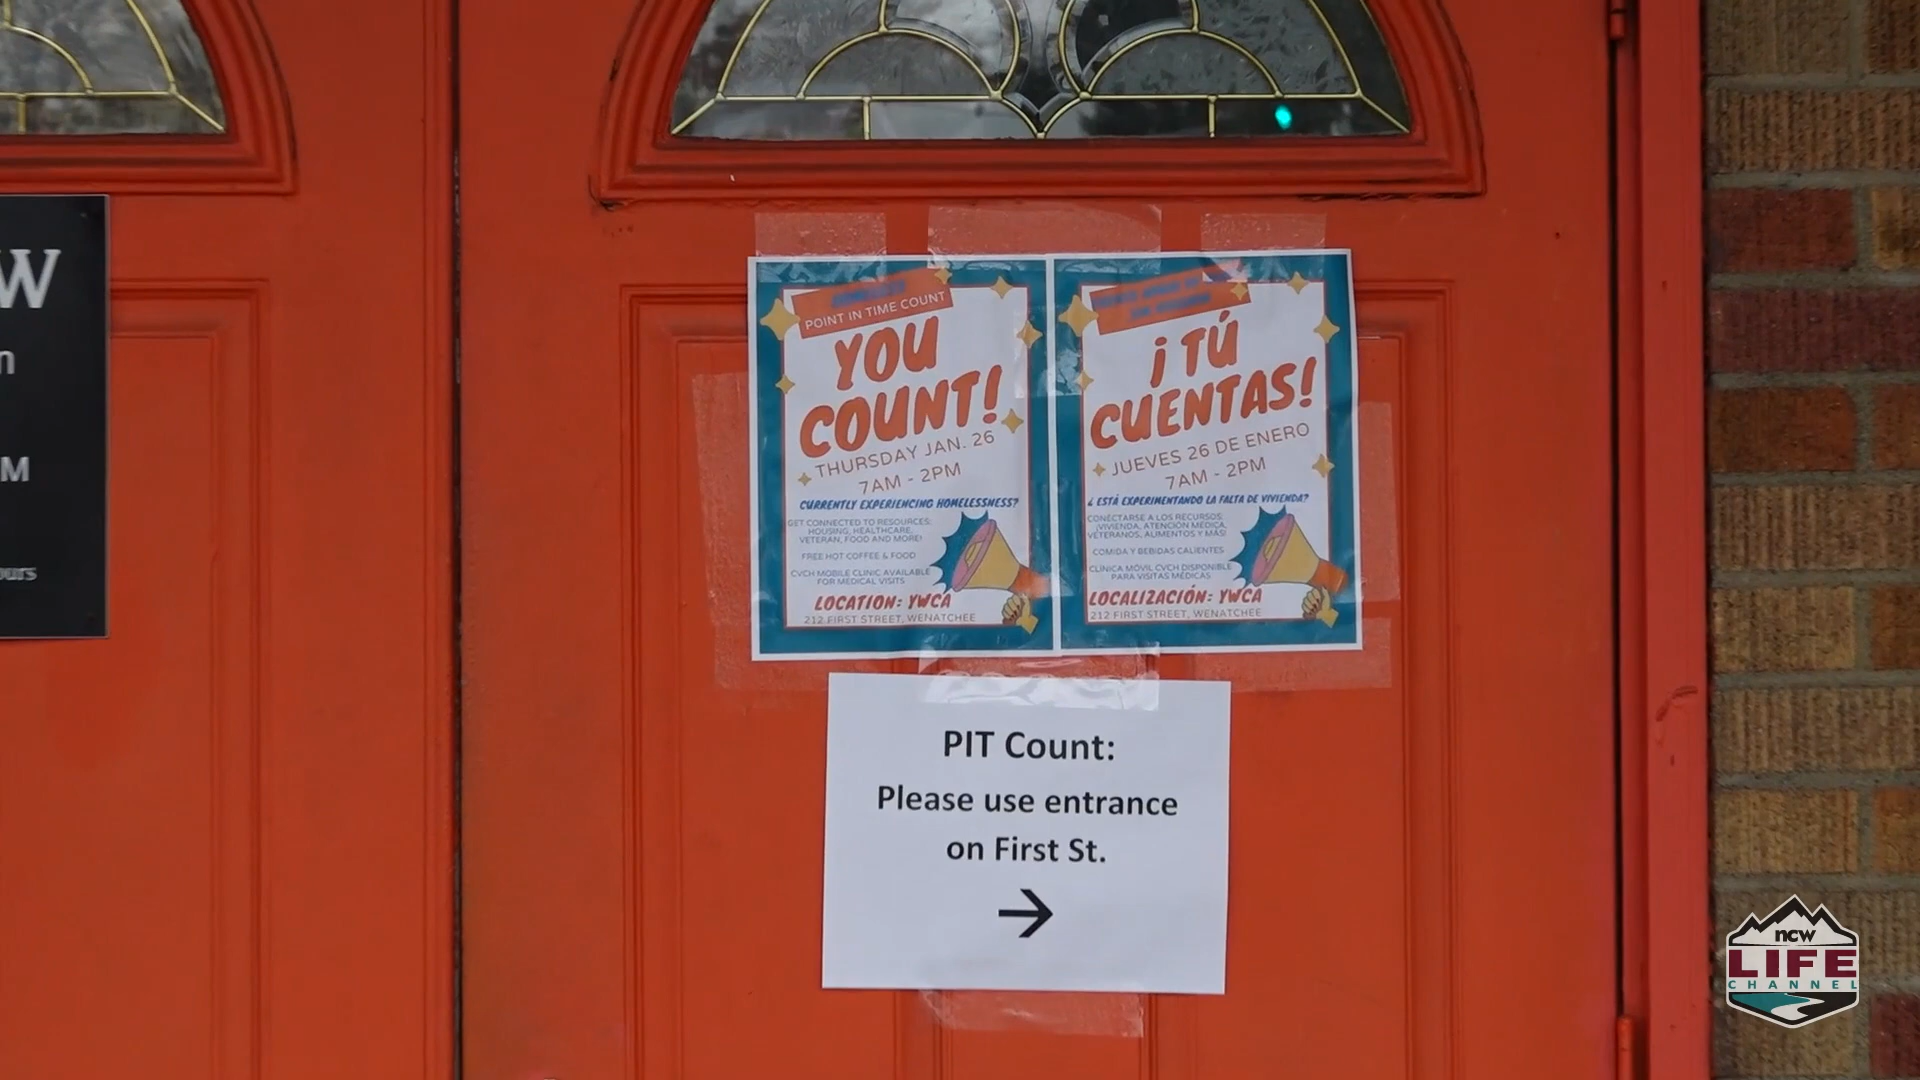 W
n
M
ours
POINT IN TIME COUNT
YOU
COUNT!
THURSDAY JAN. 26
7AM - 2PM
CURRENTLY EXPERIENCING HOMELESSNESS?
GET CONNECTED TO RESOURCES:
HOUSING, HEALTHCARE,
VETERAN, FOOD AND MORE!
FREE HOT COFFEE & FOOD
CVCH MOBILE CLINIC AVAILABLE
FOR MEDICAL VISITS
LOCATION: YWCA
212 FIRST STREET, WENATCHEE
¡TÚ
CUENTAS!
JUEVES 26 DE ENERO
7AM - 2PM
¿ESTÁ EXPERIMENTANDO LA FALTA DE VIVIENDA?
CONÉCTARSE A LOS RECURSOS:
¡VIVIENDA, ATENCIÓN MÉDICA,
VETERANOS, ALIMENTOS Y MÁS!
COMIDA Y BEBIDAS CALIENTES
CLÍNICA MÓVIL CVCH DISPONIBLE
PARA VISITAS MÉDICAS
LOCALIZACIÓN: YWCA
212 FIRST STREET, WENATCHEE
PIT Count:
Please use entrance
on First St.
→
ncw
LIFE
CHANNEL